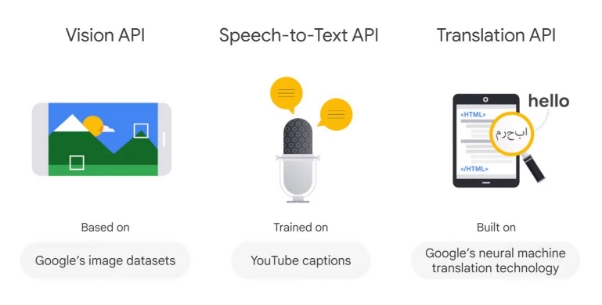 Vision API
Speech-to-Text API
Translation API
hello
<HTML>
ابحرم
</HTML>
Based on
Trained on
Built on
Google's image datasets
YouTube captions
Google's neural machine
translation technology